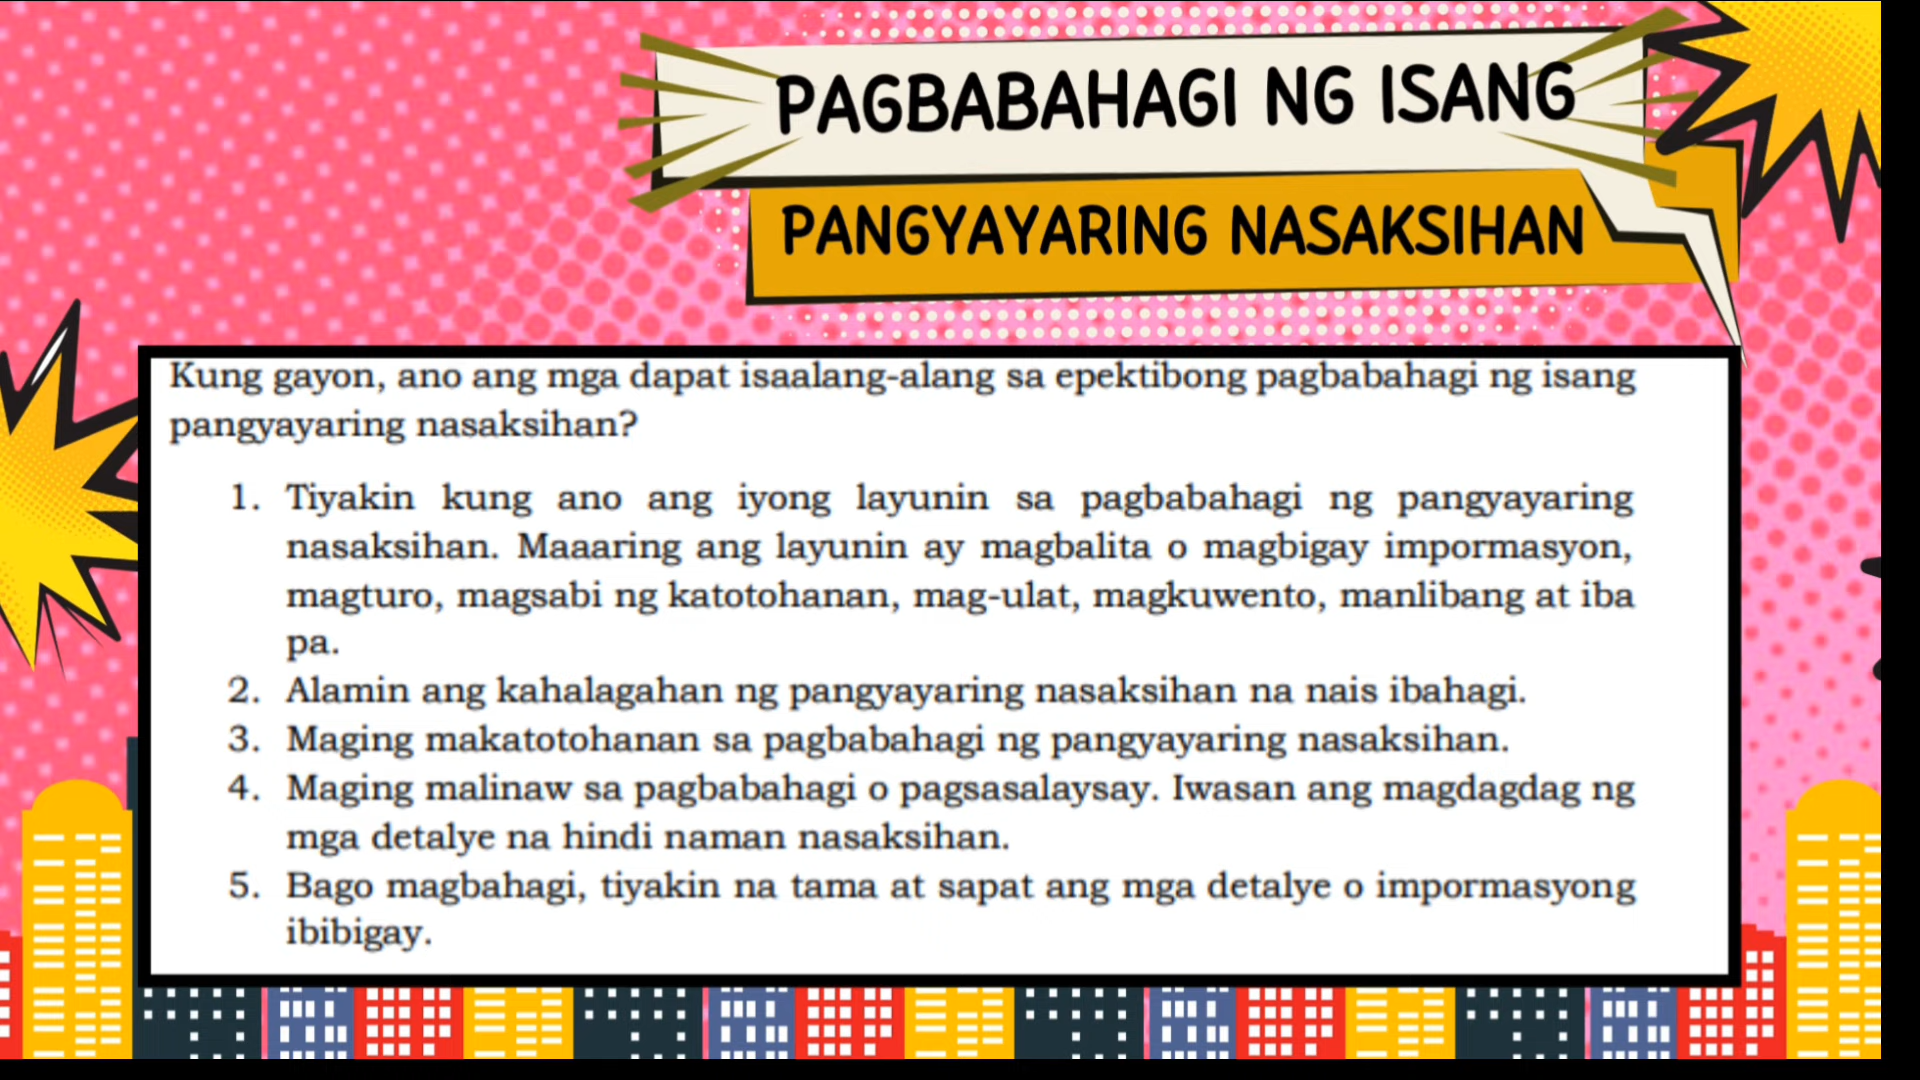 PAGBABAHAGI NG ISANG
PANGYAYARING NASAKSIHAN
Kung gayon, ano ang mga dapat isaalang-alang sa epektibong pagbabahagi ng isang
pangyayaring nasaksihan?
1. Tiyakin kung ano ang iyong layunin sa pagbabahagi ng pangyayaring
nasaksihan. Maaaring ang layunin ay magbalita o magbigay impormasyon,
magturo, magsabi ng katotohanan, mag-ulat, magkuwento, manlibang at iba
pa.
2. Alamin ang kahalagahan ng pangyayaring nasaksihan na nais ibahagi.
3. Maging makatotohanan sa pagbabahagi ng pangyayaring nasaksihan.
4. Maging malinaw sa pagbabahagi o pagsasalaysay. Iwasan ang magdagdag ng
mga detalye na hindi naman nasaksihan.
5. Bago magbahagi, tiyakin na tama at sapat ang mga detalye o impormasyong
ibibigay.